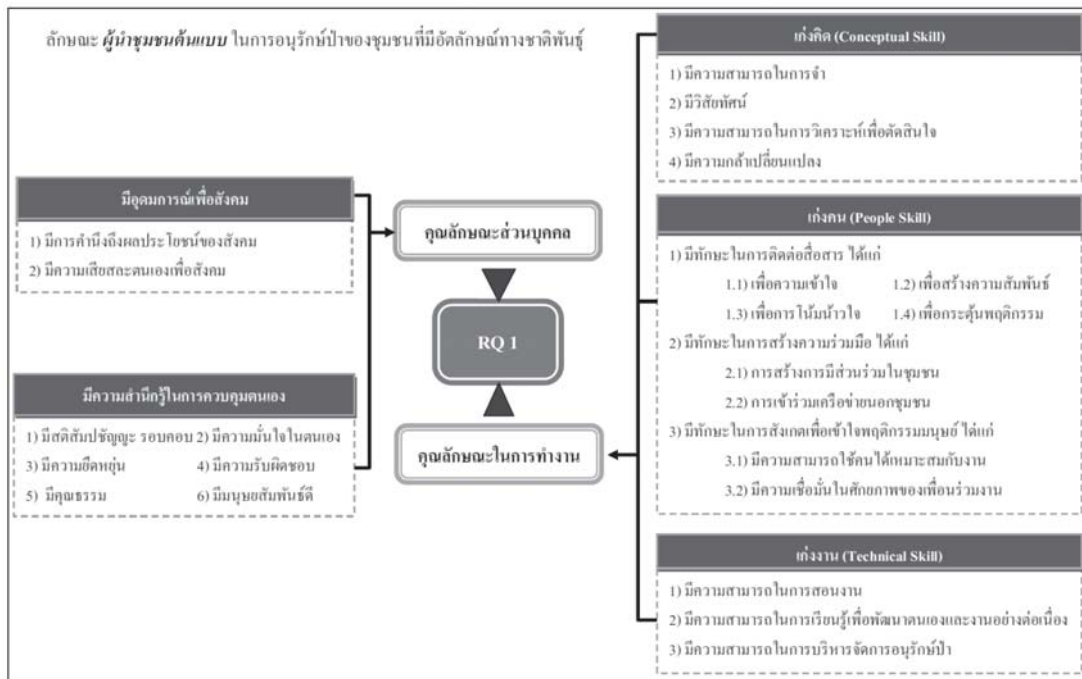 ลักษณะ ผู้นำชุมชนต้นแบบ ในการอนุรักษ์ป่าของชุมชนที่มีอัตลักษณ์ทางชาติพันธุ์
มีอุดมการณ์เพื่อสังคม
1) มีการคำนึงถึงผลประโยชน์ของสังคม
2) มีความเสียสละตนเองเพื่อสังคม
มีความสำนึกรู้ในการควบคุมตนเอง
1) มีสติสัมปชัญญะ รอบคอบ 2) มีความมั่นใจในตนเอง
3) มีความยืดหยุ่น 4) มีความรับผิดชอบ
5) มีคุณธรรม 6) มีมนุษยสัมพันธ์ดี
คุณลักษณะส่วนบุคคล
RQ 1
คุณลักษณะในการทำงาน
เก่งคิด (Conceptual Skill)
1) มีความสามารถในการจำ
2) มีวิสัยทัศน์
3) มีความสามารถในการวิเคราะห์เพื่อตัดสินใจ
4) มีความกล้าเปลี่ยนแปลง
เก่งคน (People Skill)
1) มีทักษะในการติดต่อสื่อสาร ได้แก่
1.1) เพื่อความเข้าใจ 1.2) เพื่อสร้างความสัมพันธ์
1.3) เพื่อการโน้มน้าวใจ 1.4) เพื่อกระตุ้นพฤติกรรม
2) มีทักษะในการสร้างความร่วมมือ ได้แก่
2.1) การสร้างการมีส่วนร่วมในชุมชน
2.2) การเข้าร่วมเครือข่ายนอกชุมชน
3) มีทักษะในการสังเกตเพื่อเข้าใจพฤติกรรมมนุษย์ ได้แก่
3.1) มีความสามารถใช้คนได้เหมาะสมกับงาน
3.2) มีความเชื่อมั่นในศักยภาพของเพื่อนร่วมงาน
เก่งงาน (Technical Skill)
1) มีความสามารถในการสอนงาน
2) มีความสามารถในการเรียนรู้เพื่อพัฒนาตนเองและงานอย่างต่อเนื่อง
3) มีความสามารถในการบริหารจัดการอนุรักษ์ป่า